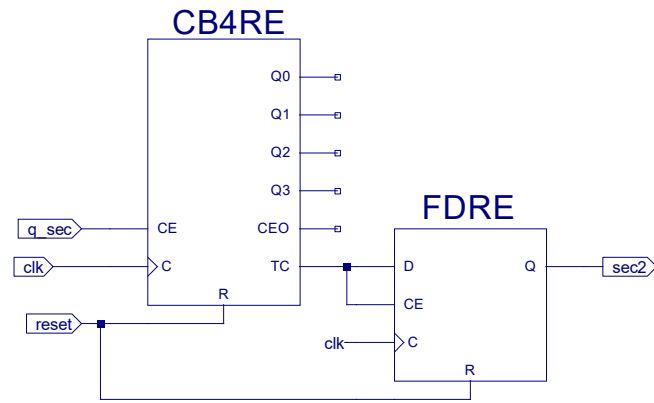 CB4RE
Q0
Q1
Q2
Q3
q_sec
CE
CEO
clk
C
TC
R
reset
FDRE
D
Q
sec2
CE
clk
C
R